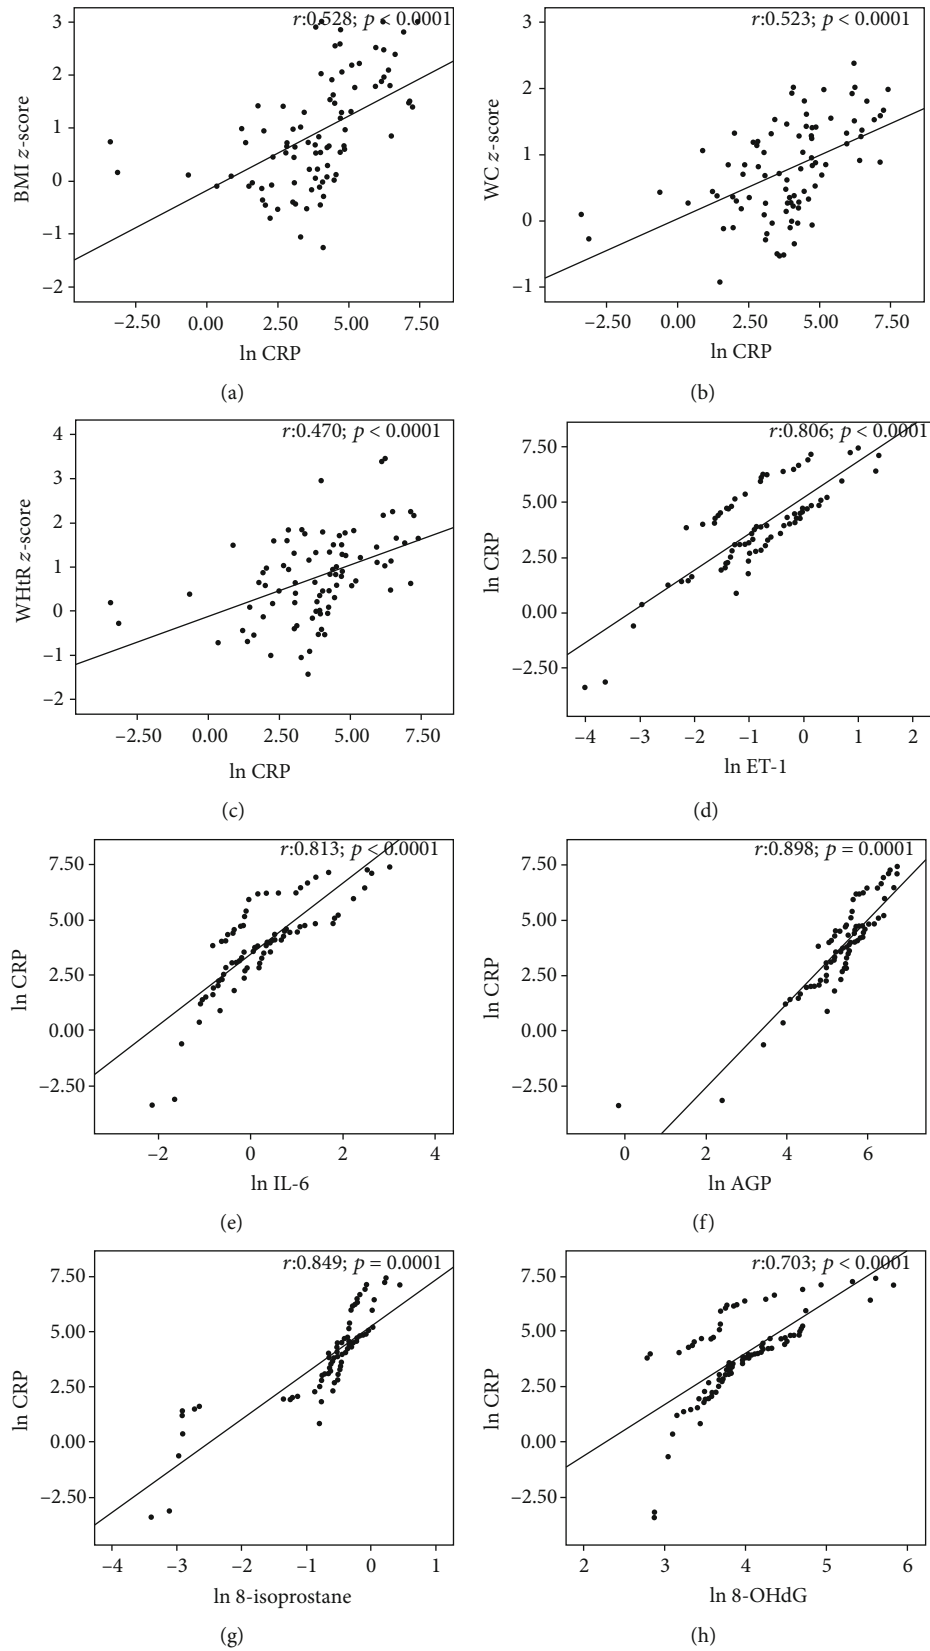 r:0.528; p < 0.0001
3
2
1
0
−1
−2
BMI z-score
−2.50 0.00 2.50 5.00 7.50
ln CRP
(a)
r:0.523; p < 0.0001
3
2
1
0
−1
WC z-score
−2.50 0.00 2.50 5.00 7.50
ln CRP
(b)
r:0.470; p < 0.0001
4
3
2
1
0
−1
−2
WHtR z-score
−2.50 0.00 2.50 5.00 7.50
ln CRP
(c)
r:0.806; p < 0.0001
7.50
5.00
2.50
0.00
−2.50
ln CRP
−4 −3 −2 −1 0 1 2
ln ET-1
(d)
r:0.813; p < 0.0001
7.50
5.00
2.50
0.00
−2.50
ln CRP
−2 0 2 4
ln IL-6
(e)
r:0.898; p = 0.0001
7.50
5.00
2.50
0.00
−2.50
ln CRP
0 2 4 6
ln AGP
(f)
r:0.849; p = 0.0001
7.50
5.00
2.50
0.00
−2.50
ln CRP
−4 −3 −2 −1 0 1
ln 8-isoprostane
(g)
r:0.703; p < 0.0001
7.50
5.00
2.50
0.00
−2.50
ln CRP
2 3 4 5 6
ln 8-OHdG
(h)